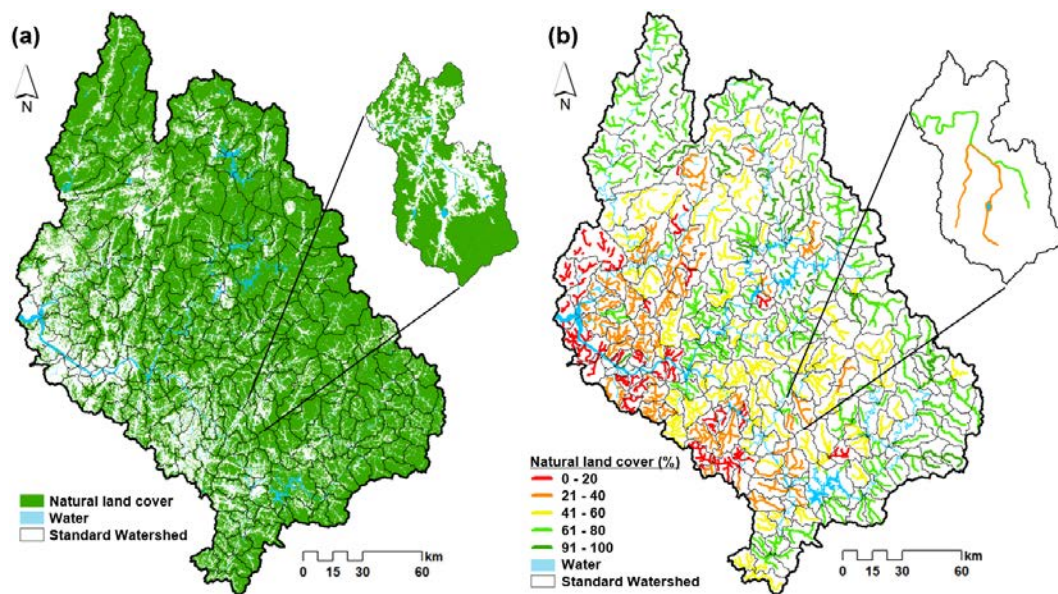 (a)
N
Natural land cover
Water
Standard Watershed
km
0 15 30 60
(b)
N
Natural land cover (%)
0 - 20
21 - 40
41 - 60
61 - 80
91 - 100
Water
Standard Watershed
km
0 15 30 60